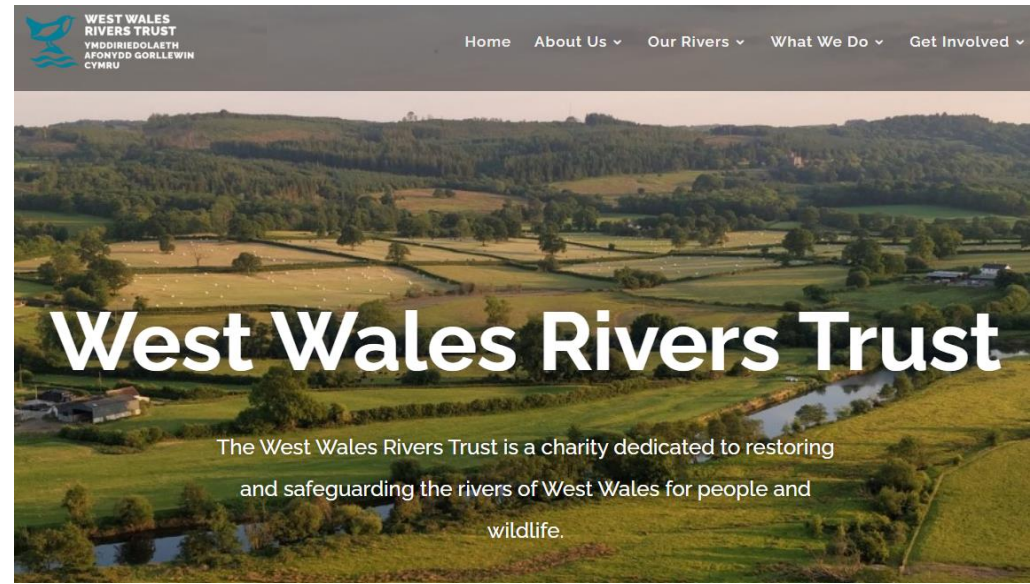 WEST WALES
RIVERS TRUST
YMDDIRIEDOLAETH
AFONYDD GORLLEWIN
CYMRU
Home About Us Our Rivers What We Do Get Involved
West Wales Rivers Trust
The West Wales Rivers Trust is a charity dedicated to restoring
and safeguarding the rivers of West Wales for people and
wildlife.